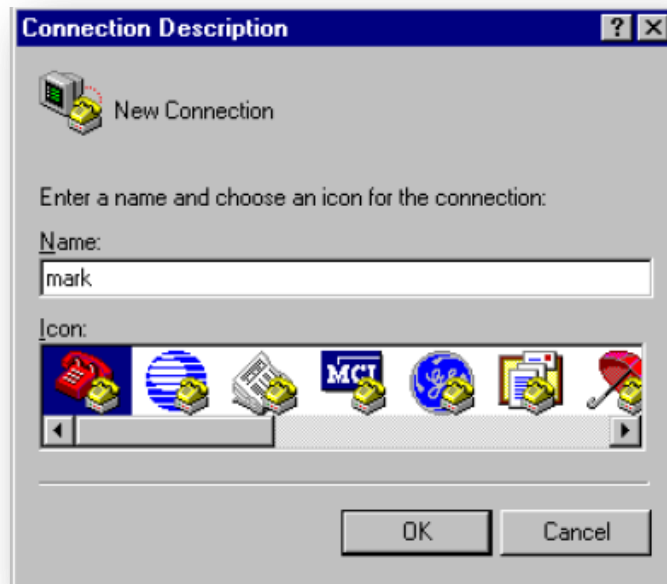 Connection Description
New Connection
Enter a name and choose an icon for the connection:
Name:
mark
Icon:
MCI
OK Cancel